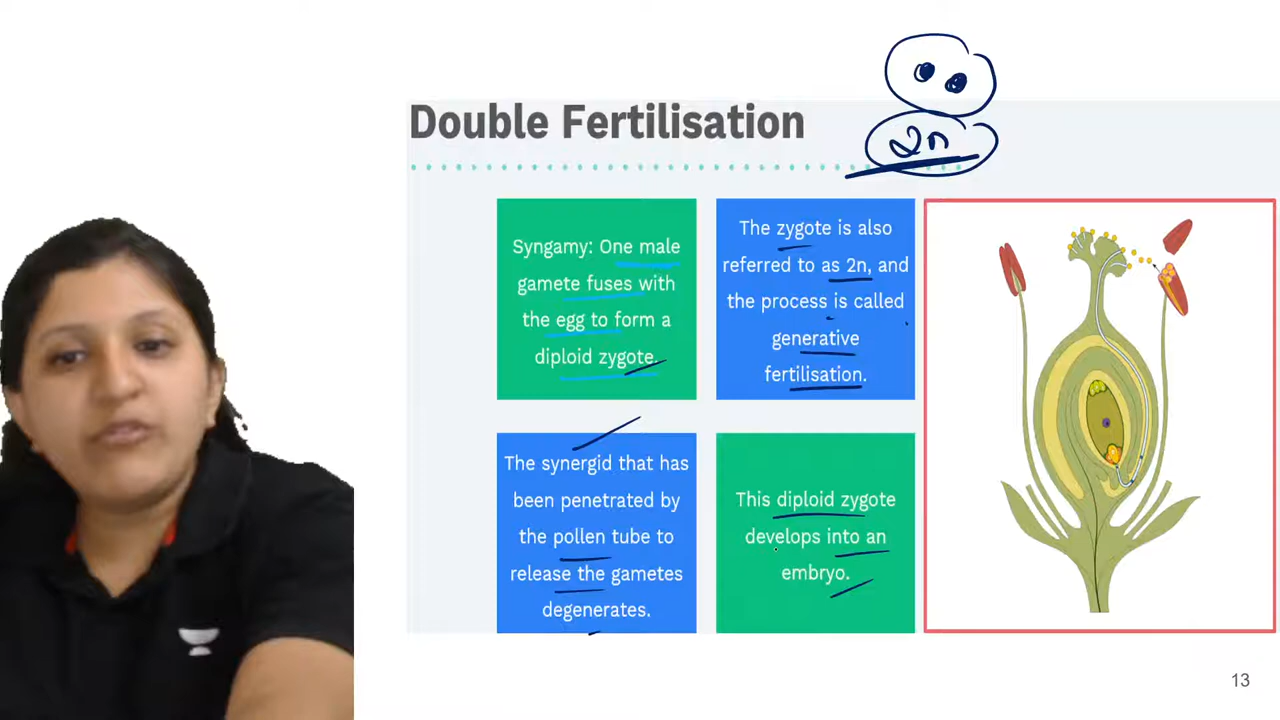 2n
Double Fertilisation
Syngamy: One male
gamete fuses with
the egg to form a
diploid zygote.
The zygote is also
referred to as 2n, and
the process is called
generative
fertilisation.
The synergid that has
been penetrated by
the pollen tube to
release the gametes
degenerates.
This diploid zygote
develops into an
embryo.
13